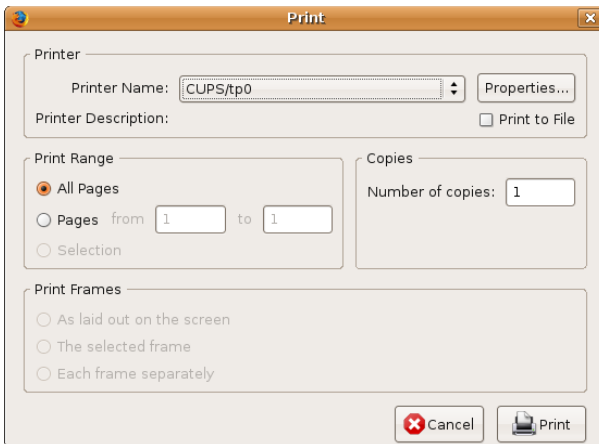 Print
Printer
Printer Name: CUPS/tp0 Properties...
Printer Description: Print to File
Print Range Copies
All Pages Number of copies: 1
Pages from 1 to 1
Selection
Print Frames
As laid out on the screen
The selected frame
Each frame separately
Cancel Print